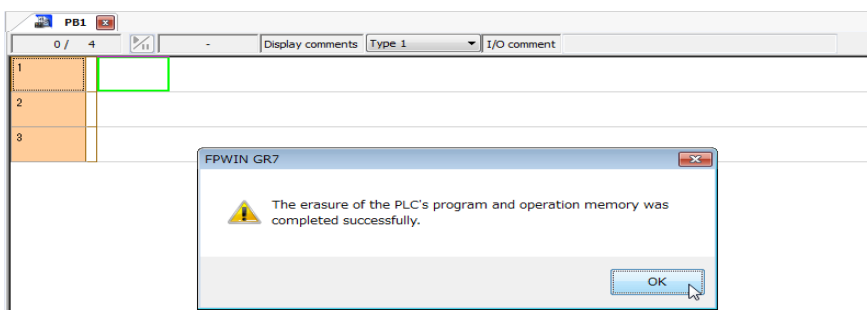 PB1
0 / 4 - Display comments Type 1 I/O comment
1
2
3
FPWIN GR7
The erasure of the PLC's program and operation memory was
completed successfully.
OK